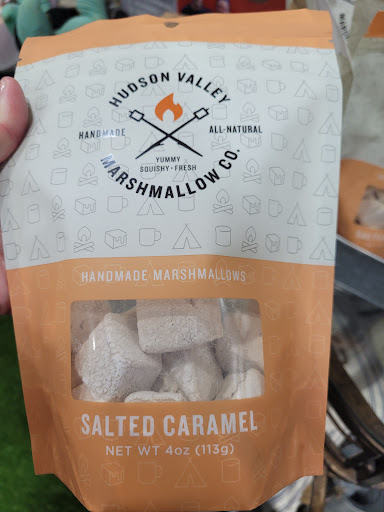 HUDSON VALLEY
HANDMADE
ALL-NATURAL
YUMMY
SQUISHY • FRESH
MARSHMALLOW CO.
HANDMADE MARSHMALLOWS
SALTED CARAMEL
NET WT 4oz (113g)